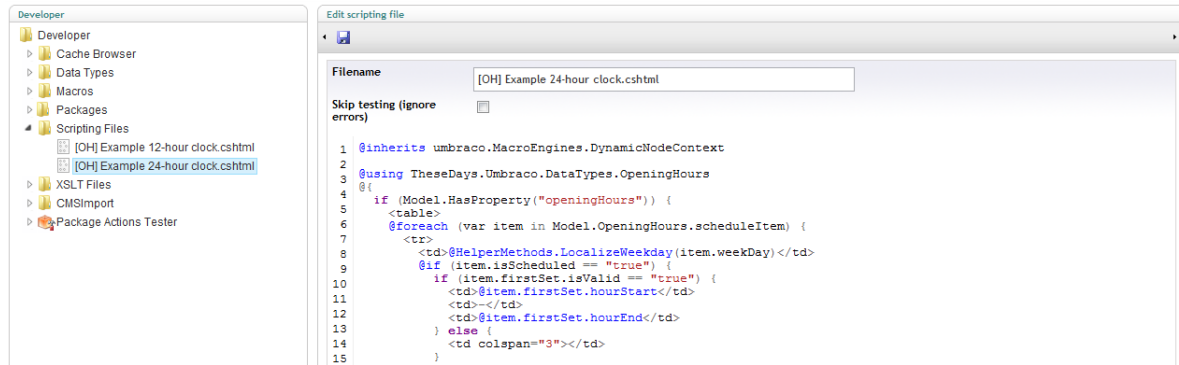 Developer
Developer
Cache Browser
Data Types
Macros
Packages
Scripting Files
[OH] Example 12-hour clock.cshtml
[OH] Example 24-hour clock.cshtml
XSLT Files
CMSImport
Package Actions Tester
Edit scripting file
Filename
[OH] Example 24-hour clock.cshtml
Skip testing (ignore
errors)
1 @inherits umbraco.MacroEngines.DynamicNodeContext
2
3 @using TheseDays.Umbraco.DataTypes.OpeningHours
4 @{
5 if (Model.HasProperty("openingHours")) {
6 <table>
7 @foreach (var item in Model.OpeningHours.scheduleItem) {
8 <tr>
9 <td>@HelperMethods.LocalizeWeekday(item.weekDay)</td>
10 @if (item.isScheduled == "true") {
11 if (item.firstSet.isValid == "true") {
12 <td>@item.firstSet.hourStart</td>
13 <td>-</td>
14 <td>@item.firstSet.hourEnd</td>
15 } else {
<td colspan="3"></td>
}